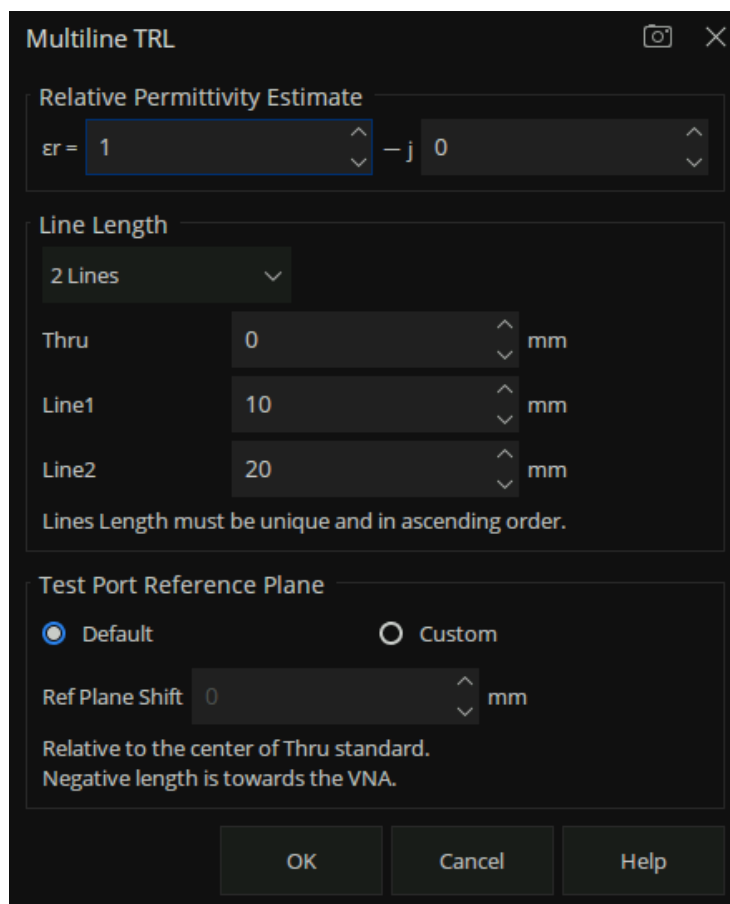 Multiline TRL
Relative Permittivity Estimate
εr = 1 — j 0
Line Length
2 Lines
Thru 0 mm
Line1 10 mm
Line2 20 mm
Lines Length must be unique and in ascending order.
Test Port Reference Plane
Default Custom
Ref Plane Shift 0 mm
Relative to the center of Thru standard.
Negative length is towards the VNA.
OK Cancel Help